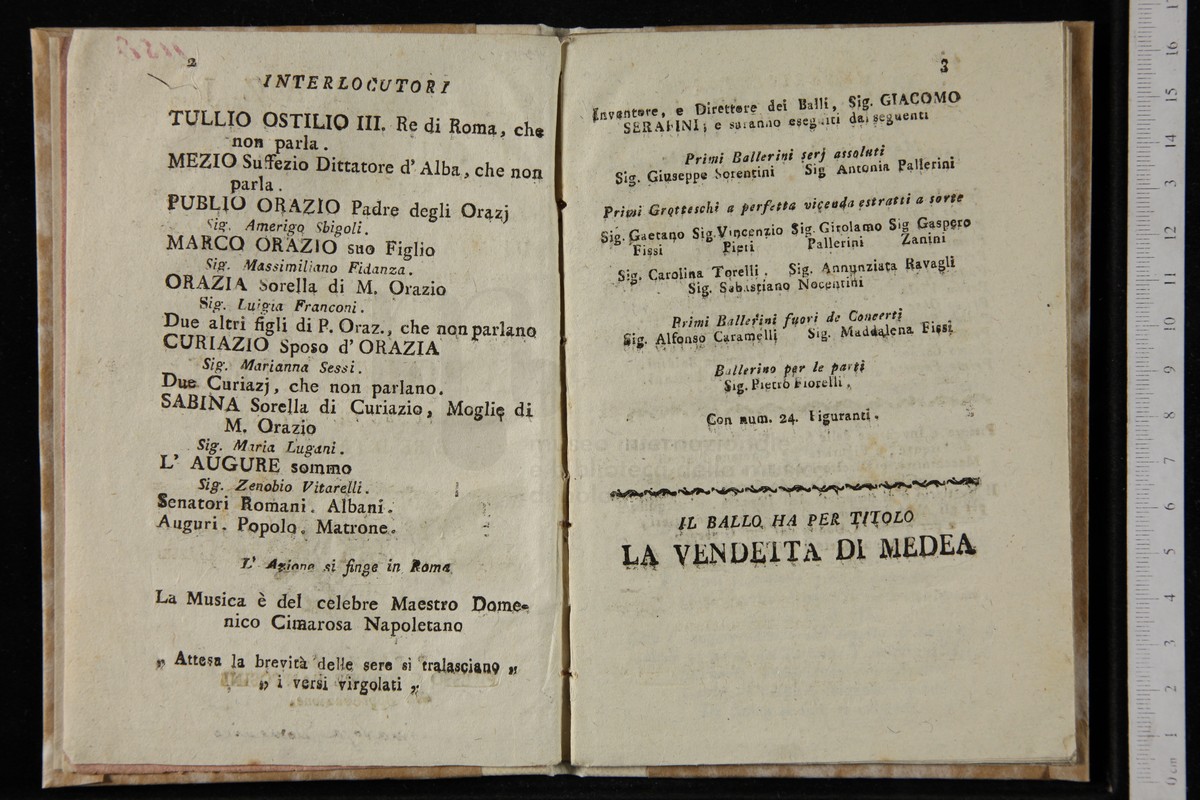 2
INTERLOCUTORI
TULLIO OSTILIO III. Re di Roma, che
non parla.
MEZIO Suffezio Dittatore d' Alba, che non
parla.
PUBLIO ORAZIO Padre degli Orazj
Sig. Amerigo Sbigoli.
MARCO ORAZIO suo Figlio
Sig. Massimiliano Fidanza.
ORAZIA Sorella di M. Orazio
Sig. Luigia Franconi.
Due altri figli di P. Oraz., che non parlano
CURIAZIO Sposo d' ORAZIA
Sig. Marianna Sessi.
Due Curiazj, che non parlano.
SABINA Sorella di Curiazio, Moglie di
M. Orazio
Sig. Maria Lugani.
L' AUGURE sommo
Sig. Zenobio Vitarelli.
Senatori Romani. Albani.
Auguri. Popolo. Matrone.
L' Azione si finge in Roma
La Musica è del celebre Maestro Dome-
nico Cimarosa Napoletano
„ Attesa la brevità delle sere si tralasciano „
„ i versi virgolati „
3
Inventore, e Direttore dei Balli, Sig. GIACOMO
SERAFINI; e saranno eseguiti dai seguenti
Primi Ballerini serj assoluti
Sig. Giuseppe Sorentini Sig Antonia Pallerini
Primi Grotteschi a perfetta vicenda estratti a sorte
Sig. Gaetano Sig. Vincenzio Sig. Girolamo Sig Gaspero
Fissi Pieti Pallerini Zanini
Sig. Carolina Torelli. Sig. Annunziata Ravagli
Sig. Sabastiano Nocentini
Primi Ballerini fuori de Concerti
Sig. Alfonso Caramelli Sig. Maddalena Fissi
Ballerino per le parti
Sig. Pietro Fiorelli.
Con num. 24. Figuranti.
IL BALLO HA PER TITOLO
LA VENDETTA DI MEDEA